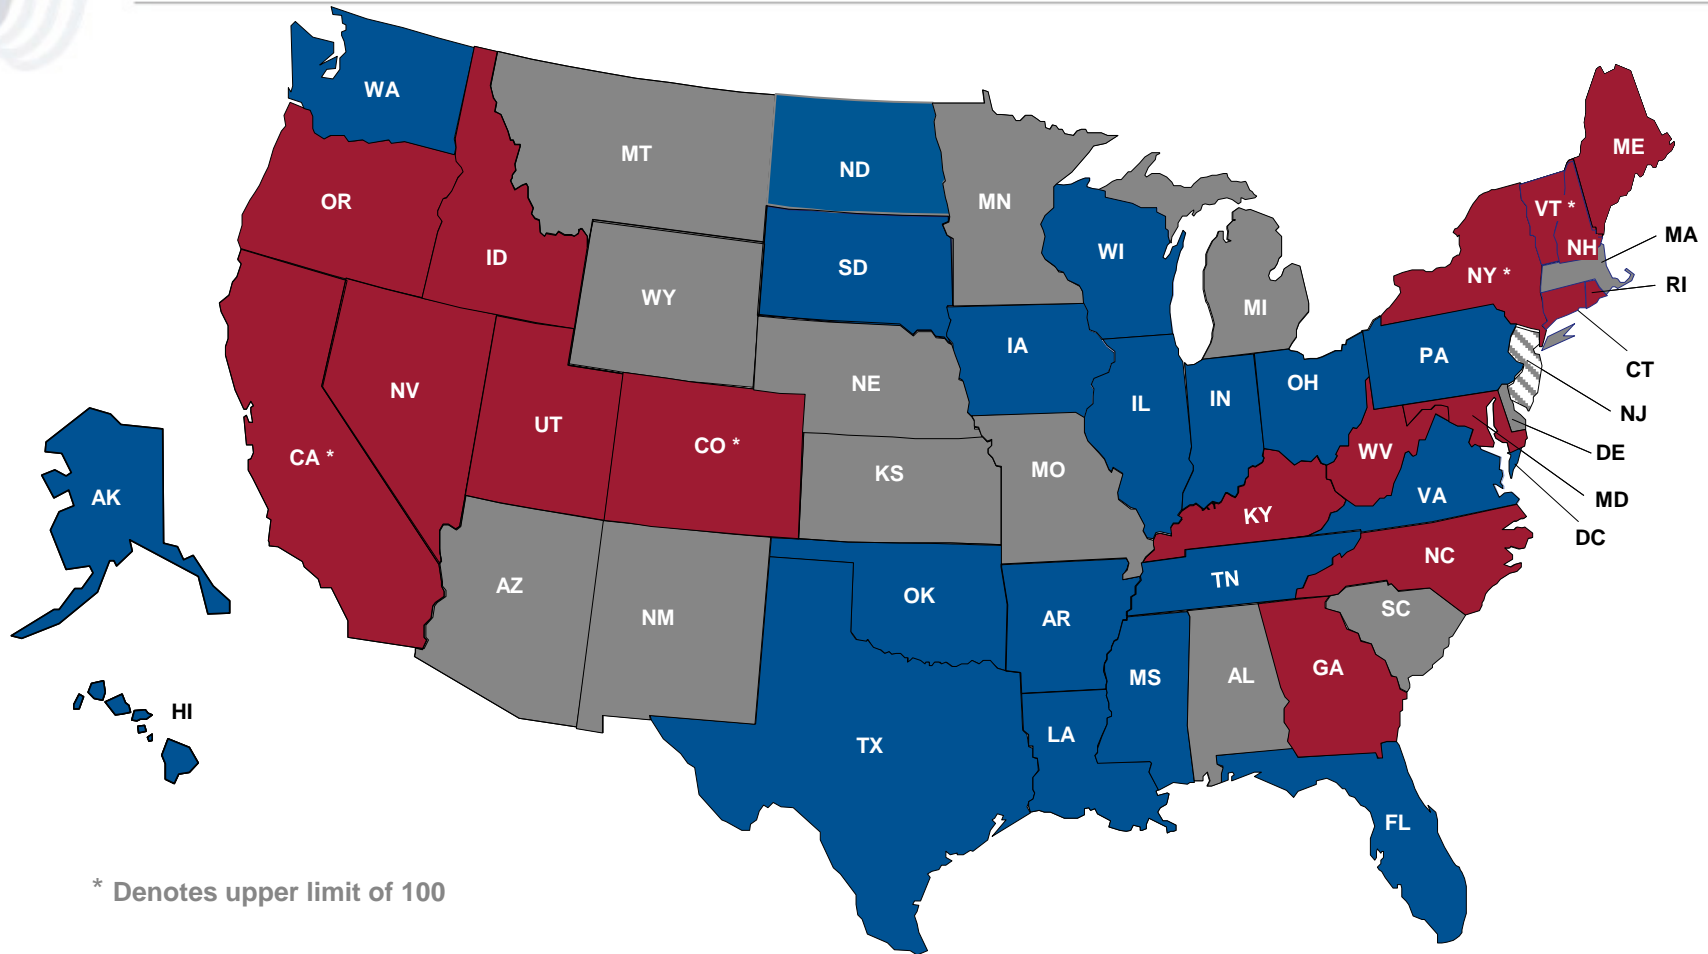 WA
MT
ND
MN
ME
OR
ID
VT *
MA
WI
NH
SD
NY *
RI
WY
MI
IA
PA
CT
NE
OH
NV
IN
IL
NJ
UT
CO *
CA *
WV
DE
KS
MO
AK
VA
MD
KY
DC
NC
AZ
TN
OK
SC
NM
AR
GA
MS
AL
HI
LA
TX
FL
* Denotes upper limit of 100